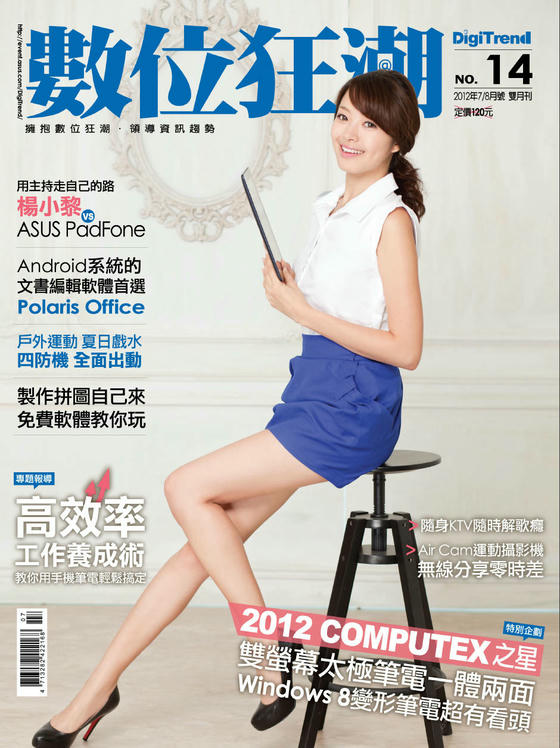 http://event.asus.com/DigiTrend/
數位狂潮
@
DigiTrend
NO. 14
2012年7/8月號 雙月刊
定價120元
擁抱數位狂潮．領導資訊趨勢
用主持走自己的路
楊小黎 vs
ASUS PadFone
Android系統的
文書編輯軟體首選
Polaris Office
戶外運動 夏日戲水
四防機 全面出動
製作拼圖自己來
免費軟體教你玩
專題報導
高效率
工作養成術
教你用手機筆電輕鬆搞定
07
4 713282 422268
>隨身KTV隨時解歌癮
>Air Cam運動攝影機
無線分享零時差
特別企劃
2012 COMPUTEX之星
雙螢幕太極筆電一體兩面
Windows 8變形筆電超有看頭